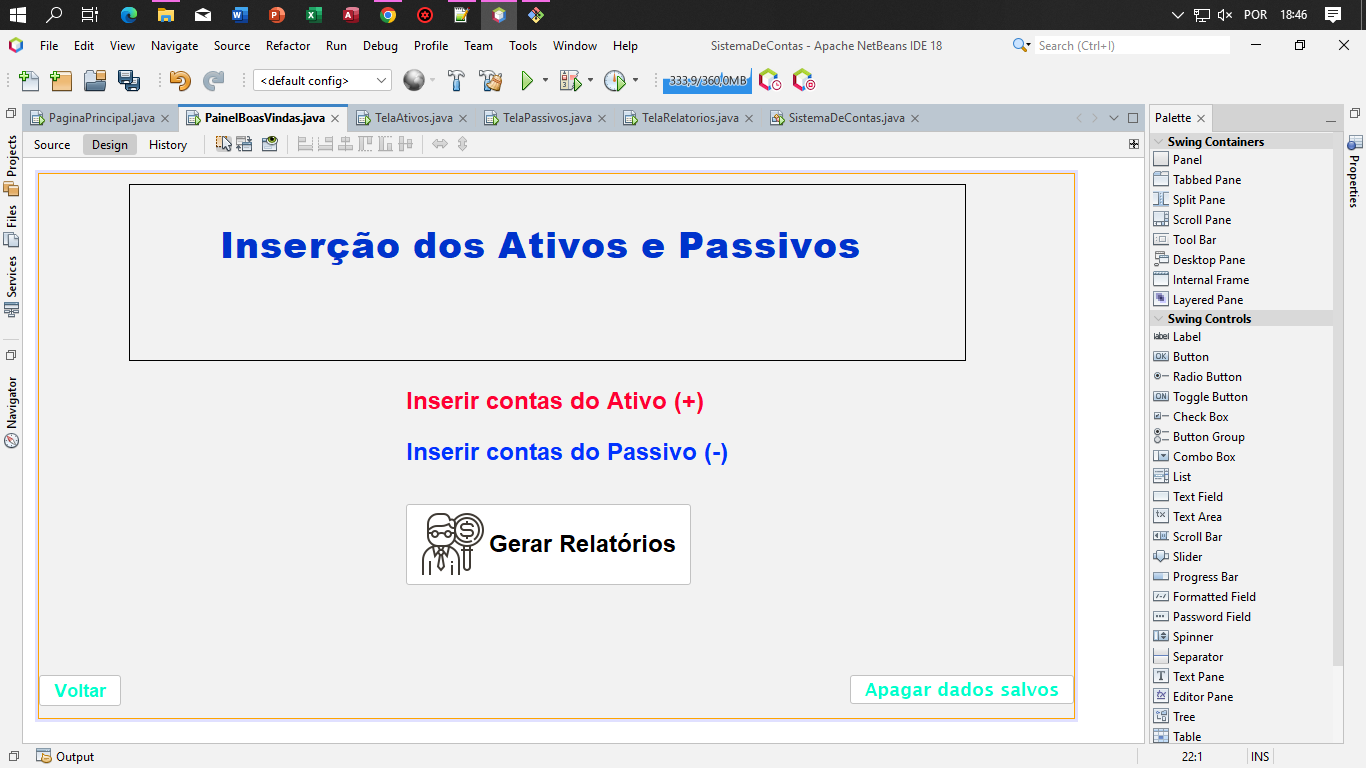 POR 18:46
File Edit View Navigate Source Refactor Run Debug Profile Team Tools Window Help SistemaDeContas - Apache NetBeans IDE 18 Search (Ctrl+I)
<default config> 333,9/360,0MB
PaginaPrincipal.java PainelBoasVindas.java TelaAtivos.java TelaPassivos.java TelaRelatorios.java SistemaDeContas.java
Source Design History
Projects
Files
Services
Navigator
Inserção dos Ativos e Passivos
Inserir contas do Ativo (+)
Inserir contas do Passivo (-)
Gerar Relatórios
Voltar
Apagar dados salvos
Palette
Swing Containers
Panel
Tabbed Pane
Split Pane
Scroll Pane
Tool Bar
Desktop Pane
Internal Frame
Layered Pane
Swing Controls
label Label
OK Button
Radio Button
ON Toggle Button
Check Box
Button Group
Combo Box
List
Text Field
Text Area
Scroll Bar
Slider
Progress Bar
Formatted Field
Password Field
Spinner
Separator
Text Pane
Editor Pane
Tree
Table
Properties
Output
22:1 INS